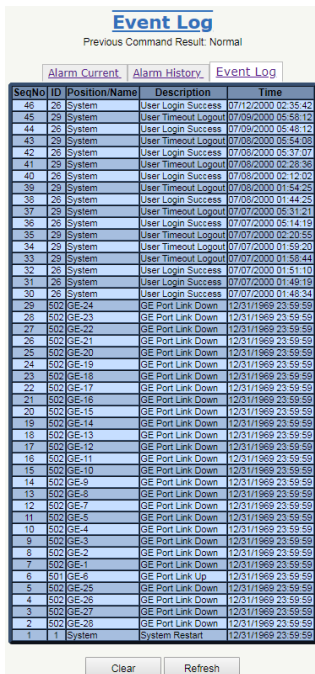 Event Log
Previous Command Result: Normal
Alarm Current Alarm History Event Log
SeqNo ID Position/Name Description Time
46 26 System User Login Success 07/12/2000 02:35:42
45 29 System User Timeout Logout 07/09/2000 05:58:12
44 26 System User Login Success 07/09/2000 05:48:12
43 29 System User Timeout Logout 07/08/2000 05:54:08
42 26 System User Login Success 07/08/2000 05:37:07
41 29 System User Timeout Logout 07/08/2000 02:28:36
40 26 System User Login Success 07/08/2000 02:12:02
39 29 System User Timeout Logout 07/08/2000 01:54:25
38 26 System User Login Success 07/08/2000 01:44:25
37 29 System User Timeout Logout 07/07/2000 05:31:21
36 26 System User Login Success 07/07/2000 05:14:19
35 29 System User Timeout Logout 07/07/2000 02:20:55
34 29 System User Timeout Logout 07/07/2000 01:59:20
33 29 System User Timeout Logout 07/07/2000 01:58:44
32 26 System User Login Success 07/07/2000 01:51:10
31 26 System User Login Success 07/07/2000 01:49:19
30 26 System User Login Success 07/07/2000 01:48:34
29 502 GE-24 GE Port Link Down 12/31/1969 23:59:59
28 502 GE-23 GE Port Link Down 12/31/1969 23:59:59
27 502 GE-22 GE Port Link Down 12/31/1969 23:59:59
26 502 GE-21 GE Port Link Down 12/31/1969 23:59:59
25 502 GE-20 GE Port Link Down 12/31/1969 23:59:59
24 502 GE-19 GE Port Link Down 12/31/1969 23:59:59
23 502 GE-18 GE Port Link Down 12/31/1969 23:59:59
22 502 GE-17 GE Port Link Down 12/31/1969 23:59:59
21 502 GE-16 GE Port Link Down 12/31/1969 23:59:59
20 502 GE-15 GE Port Link Down 12/31/1969 23:59:59
19 502 GE-14 GE Port Link Down 12/31/1969 23:59:59
18 502 GE-13 GE Port Link Down 12/31/1969 23:59:59
17 502 GE-12 GE Port Link Down 12/31/1969 23:59:59
16 502 GE-11 GE Port Link Down 12/31/1969 23:59:59
15 502 GE-10 GE Port Link Down 12/31/1969 23:59:59
14 502 GE-9 GE Port Link Down 12/31/1969 23:59:59
13 502 GE-8 GE Port Link Down 12/31/1969 23:59:59
12 502 GE-7 GE Port Link Down 12/31/1969 23:59:59
11 502 GE-5 GE Port Link Down 12/31/1969 23:59:59
10 502 GE-4 GE Port Link Down 12/31/1969 23:59:59
9 502 GE-3 GE Port Link Down 12/31/1969 23:59:59
8 502 GE-2 GE Port Link Down 12/31/1969 23:59:59
7 502 GE-1 GE Port Link Down 12/31/1969 23:59:59
6 501 GE-6 GE Port Link Up 12/31/1969 23:59:59
5 502 GE-25 GE Port Link Down 12/31/1969 23:59:59
4 502 GE-26 GE Port Link Down 12/31/1969 23:59:59
3 502 GE-27 GE Port Link Down 12/31/1969 23:59:59
2 502 GE-28 GE Port Link Down 12/31/1969 23:59:59
1 1 System System Restart 12/31/1969 23:59:59
Clear Refresh